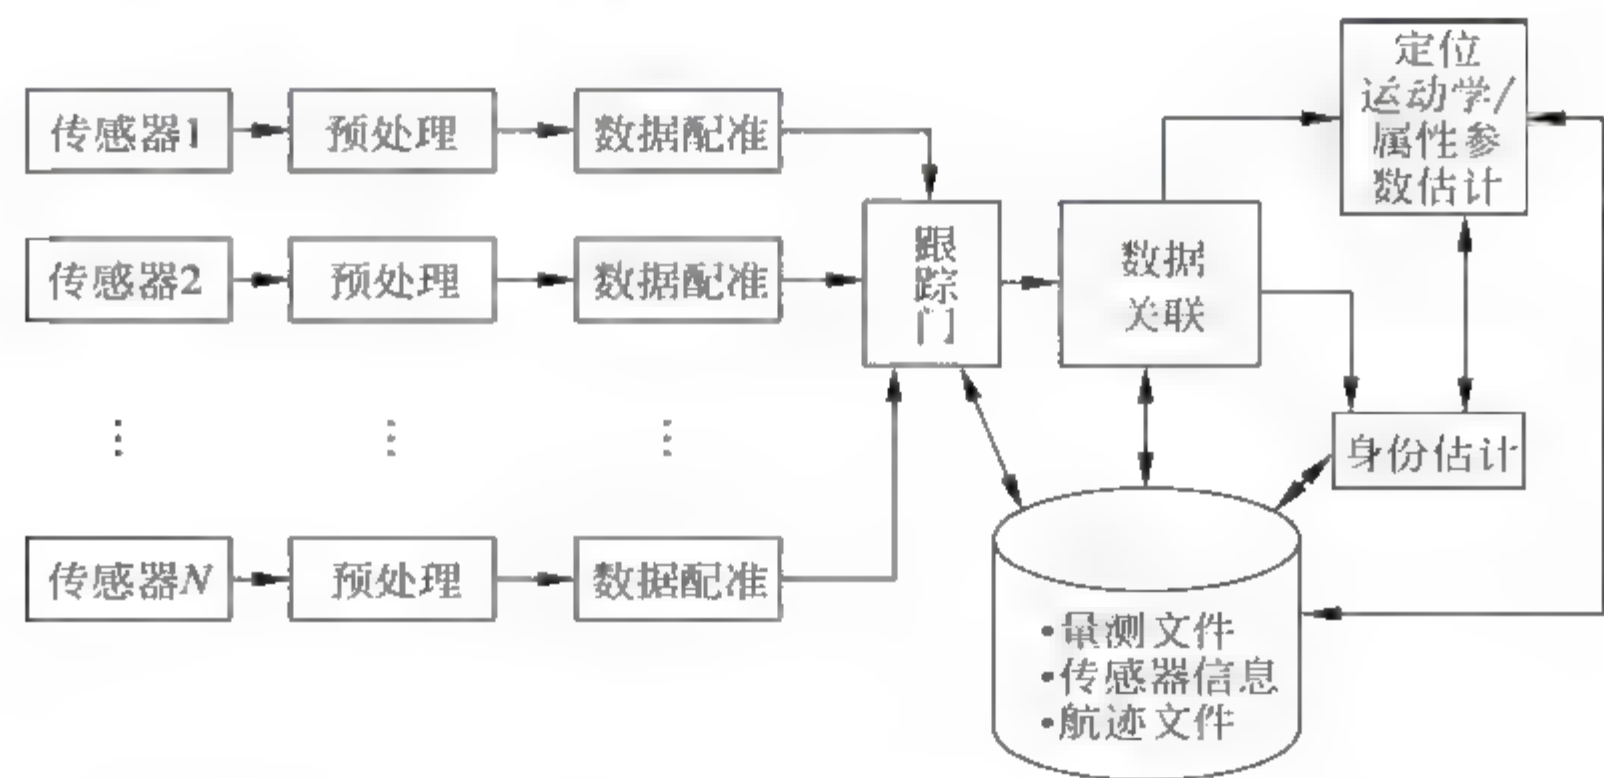 传感器1
预处理
数据配准
定位
运动学/
属性参
数估计
传感器2
预处理
数据配准
跟踪门
数据
关联
⋮
⋮
⋮
身份估计
传感器N
预处理
数据配准
•量测文件
•传感器信息
•航迹文件